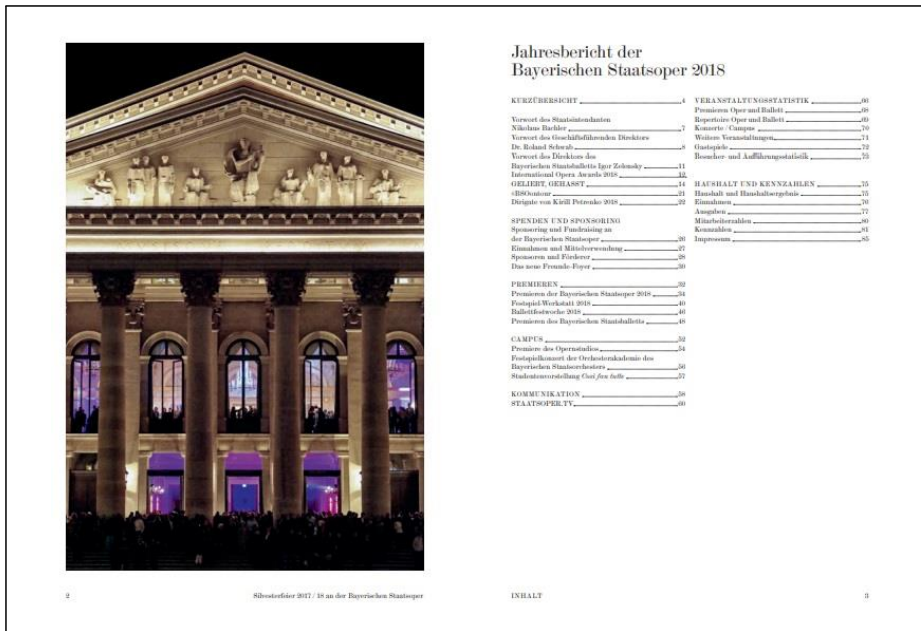 2
Silvesterfeier 2017 / 18 an der Bayerischen Staatsoper
Jahresbericht der
Bayerischen Staatsoper 2018
KURZÜBERSICHT 4
Vorwort des Staatsintendanten
Nikolaus Bachler 7
Vorwort des Geschäftsführenden Direktors
Dr. Roland Schwab 8
Vorwort des Direktors des
Bayerischen Staatsballetts Igor Zelensky 11
International Opera Awards 2018 12
GELIEBT, GEHASST 14
Dirigate von Kirill Petrenko 2018 22
SPENDEN UND SPONSORING
Sponsoring und Fundraising an
der Bayerischen Staatsoper 26
Einnahmen und Mittelverwendung 27
Sponsoren und Förderer 28
Das neue Freunde-Foyer 30
PREMIEREN 32
Premieren der Bayerischen Staatsoper 2018 34
Festspiel-Werkstatt 2018 40
Ballettfestwoche 2018 46
Premieren des Bayerischen Staatsballetts 48
CAMPUS 52
Premiere des Opernstudios 54
Festspielkonzert der Orchesterakademie des
Bayerischen Staatsorchesters 56
Studentenvorstellung Così fan tutte 57
KOMMUNIKATION 58
STAATSOPER.TV 60
VERANSTALTUNGSSTATISTIK 66
Premieren Oper und Ballett 68
Repertoire Oper und Ballett 69
Konzerte / Campus 70
Weitere Veranstaltungen 71
Gastspiele 72
Besucher- und Aufführungsstatistik 73
HAUSHALT UND KENNZAHLEN 75
Haushalt und Haushaltsergebnis 75
Einnahmen 76
Ausgaben 77
Mitarbeiterzahlen 80
Kennzahlen 81
Impressum 85
INHALT
3